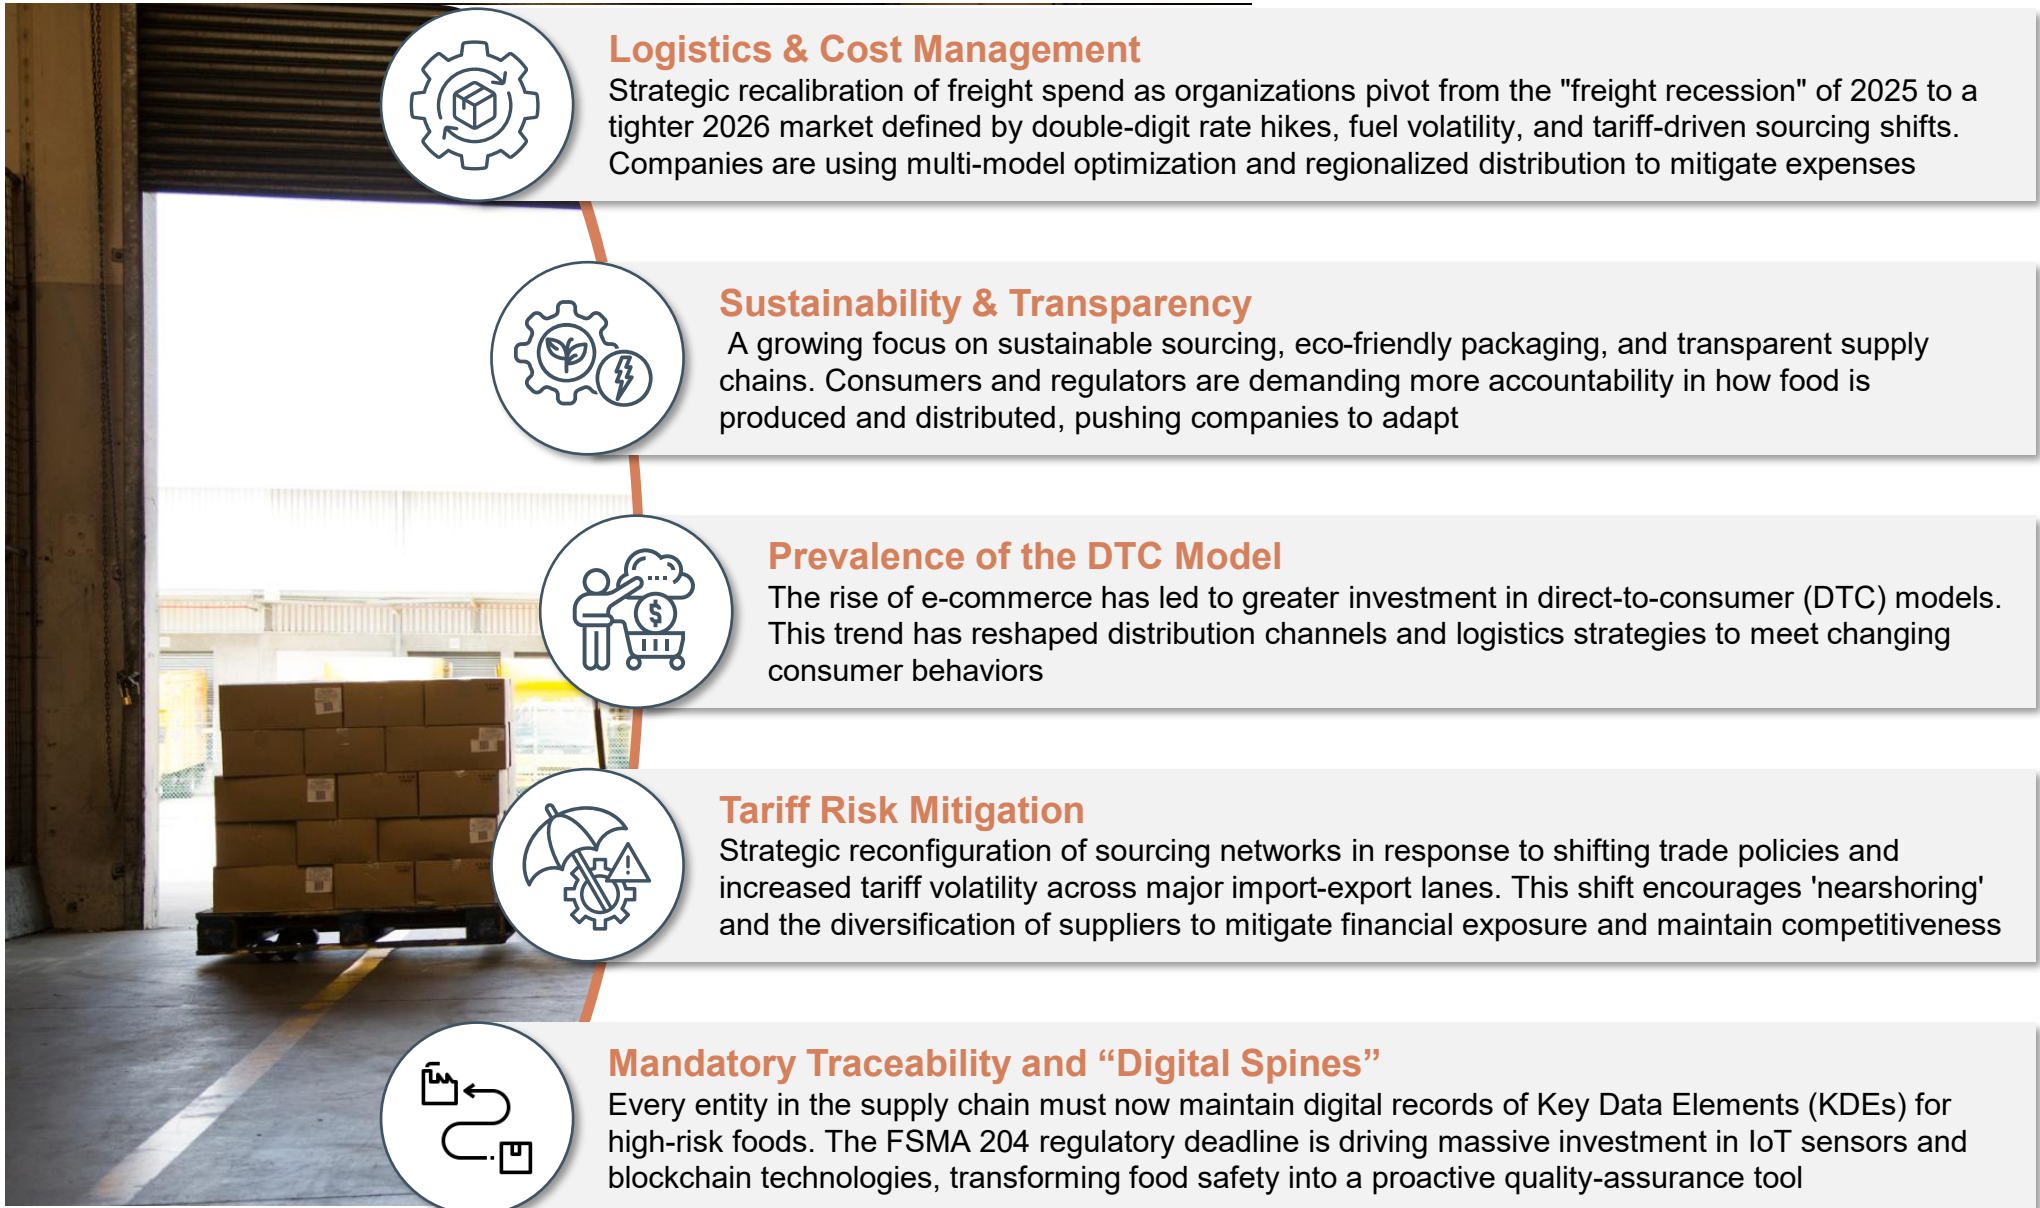 Logistics & Cost Management
Strategic recalibration of freight spend as organizations pivot from the "freight recession" of 2025 to a
tighter 2026 market defined by double-digit rate hikes, fuel volatility, and tariff-driven sourcing shifts.
Companies are using multi-model optimization and regionalized distribution to mitigate expenses
Sustainability & Transparency
A growing focus on sustainable sourcing, eco-friendly packaging, and transparent supply
chains. Consumers and regulators are demanding more accountability in how food is
produced and distributed, pushing companies to adapt
Prevalence of the DTC Model
The rise of e-commerce has led to greater investment in direct-to-consumer (DTC) models.
This trend has reshaped distribution channels and logistics strategies to meet changing
consumer behaviors
Tariff Risk Mitigation
Strategic reconfiguration of sourcing networks in response to shifting trade policies and
increased tariff volatility across major import-export lanes. This shift encourages 'nearshoring'
and the diversification of suppliers to mitigate financial exposure and maintain competitiveness
Mandatory Traceability and “Digital Spines”
Every entity in the supply chain must now maintain digital records of Key Data Elements (KDEs) for
high-risk foods. The FSMA 204 regulatory deadline is driving massive investment in IoT sensors and
blockchain technologies, transforming food safety into a proactive quality-assurance tool